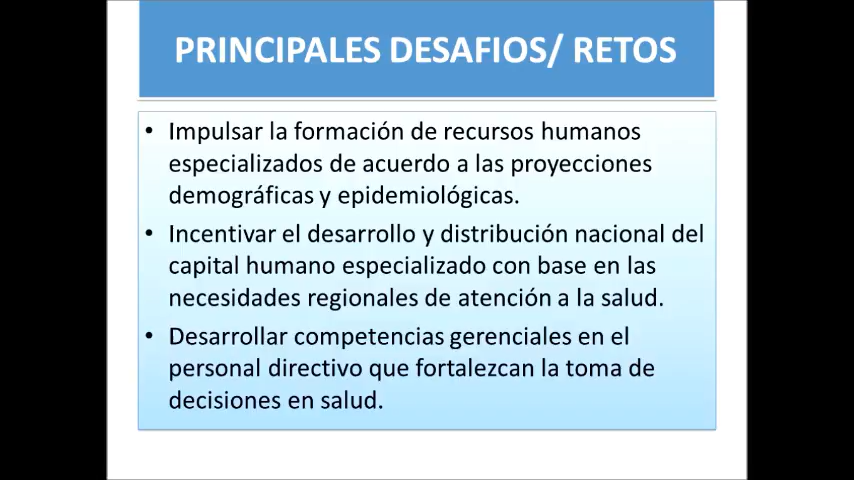 PRINCIPALES DESAFIOS/ RETOS
• Impulsar la formación de recursos humanos
especializados de acuerdo a las proyecciones
demográficas y epidemiológicas.
• Incentivar el desarrollo y distribución nacional del
capital humano especializado con base en las
necesidades regionales de atención a la salud.
• Desarrollar competencias gerenciales en el
personal directivo que fortalezcan la toma de
decisiones en salud.